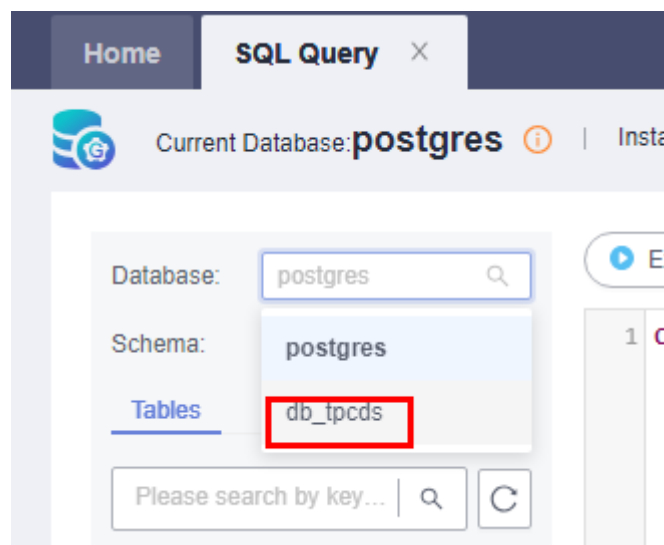 Home SQL Query ×
Current Database:postgres | Insta
Database: postgres
Schema: postgres
Tables db_tpcds
Please search by key...
E
1